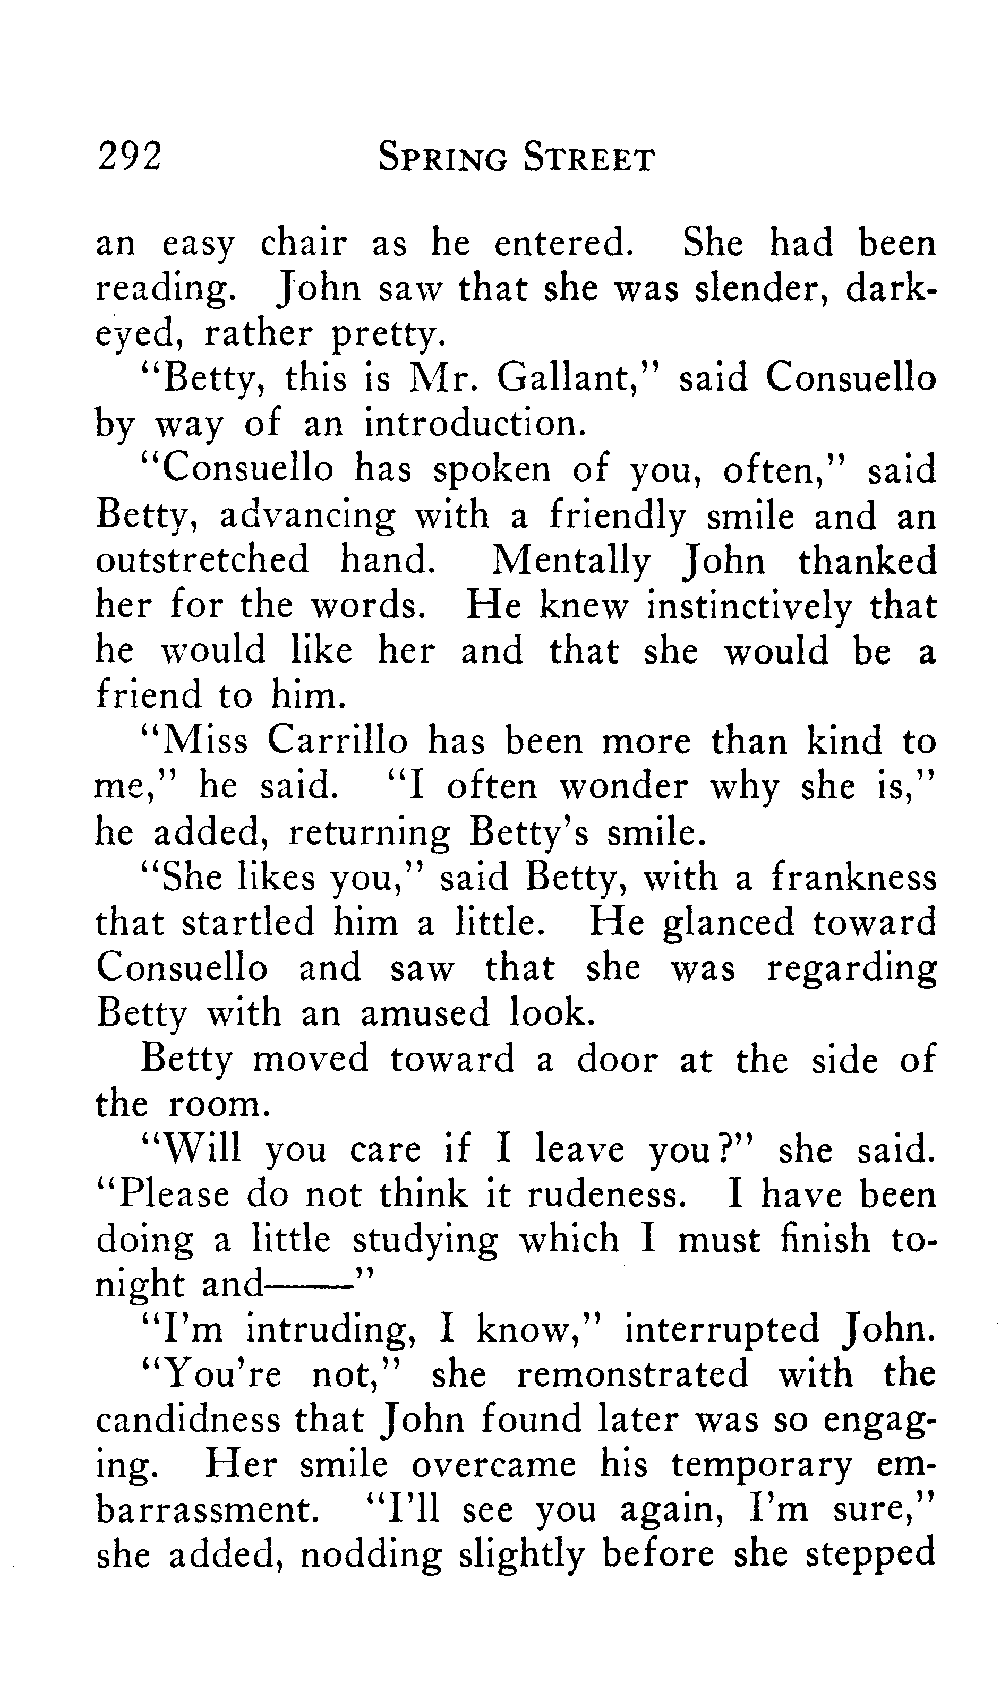 292 SPRING STREET
an easy chair as he entered. She had been
reading. John saw that she was slender, dark-
eyed, rather pretty.
"Betty, this is Mr. Gallant," said Consuello
by way of an introduction.
"Consuello has spoken of you, often," said
Betty, advancing with a friendly smile and an
outstretched hand. Mentally John thanked
her for the words. He knew instinctively that
he would like her and that she would be a
friend to him.
"Miss Carrillo has been more than kind to
me," he said. "I often wonder why she is,"
he added, returning Betty's smile.
"She likes you," said Betty, with a frankness
that startled him a little. He glanced toward
Consuello and saw that she was regarding
Betty with an amused look.
Betty moved toward a door at the side of
the room.
"Will you care if I leave you?" she said.
"Please do not think it rudeness. I have been
doing a little studying which I must finish to-
night and——"
"I'm intruding, I know," interrupted John.
"You're not," she remonstrated with the
candidness that John found later was so engag-
ing. Her smile overcame his temporary em-
barrassment. "I'll see you again, I'm sure,"
she added, nodding slightly before she stepped